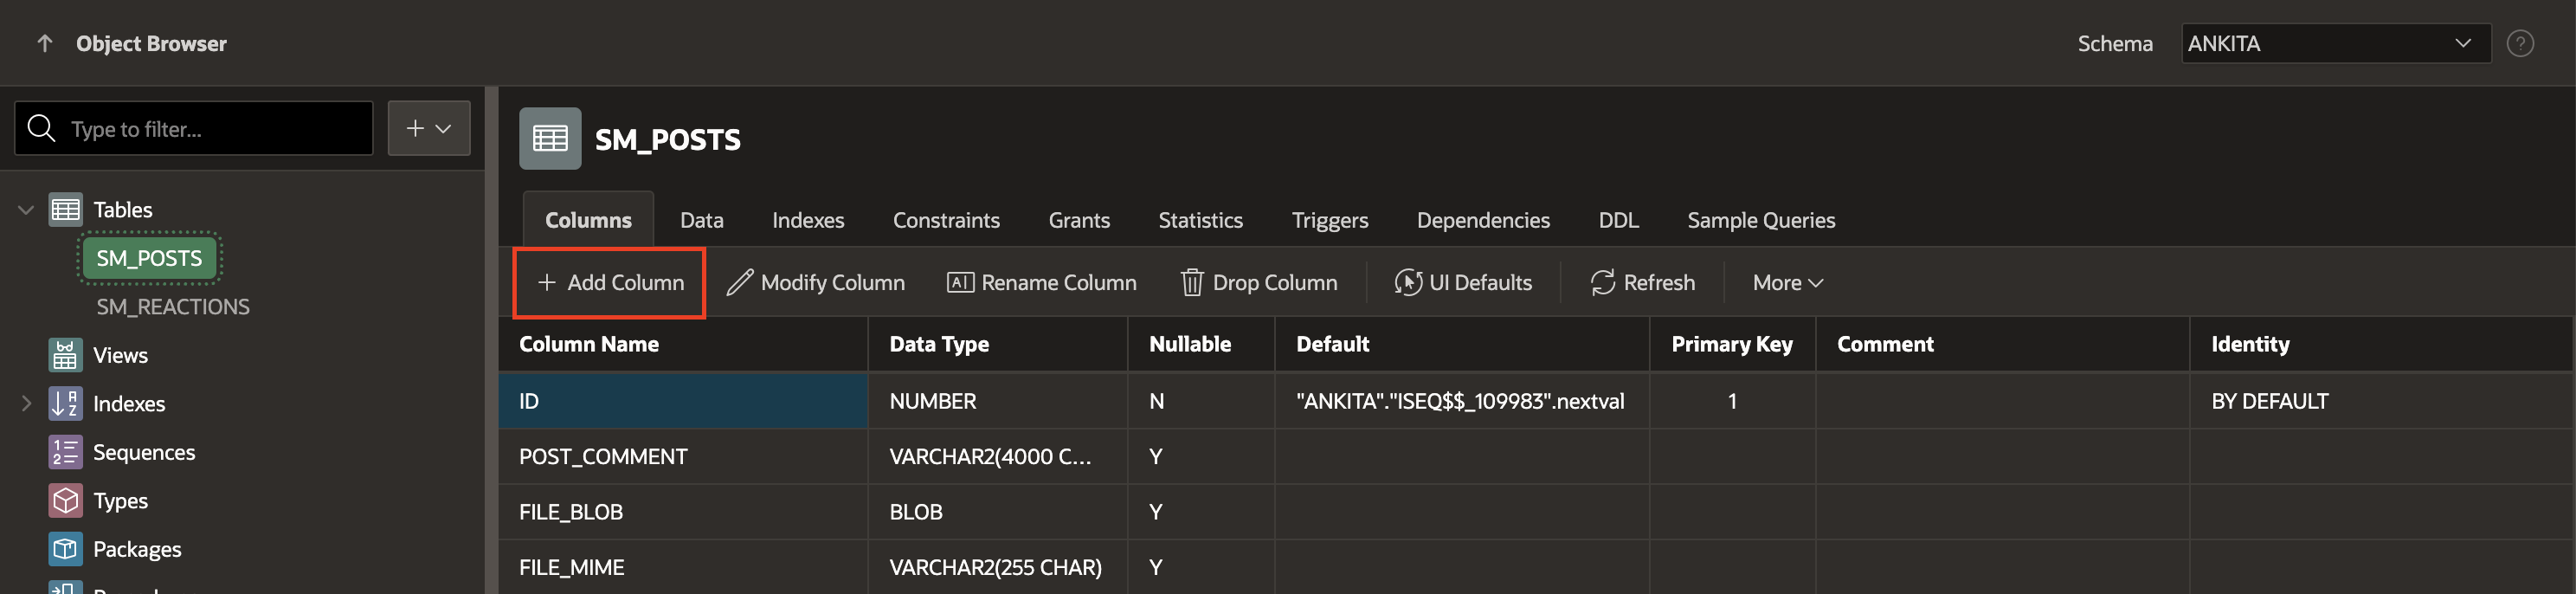 Object Browser
Schema ANKITA
Type to filter...
SM_POSTS
Tables
SM_POSTS
SM_REACTIONS
Views
Indexes
Sequences
Types
Packages
Columns Data Indexes Constraints Grants Statistics Triggers Dependencies DDL Sample Queries
+ Add Column Modify Column Rename Column Drop Column UI Defaults Refresh More
Column Name Data Type Nullable Default Primary Key Comment Identity
ID NUMBER N "ANKITA"."ISEQ$$_109983".nextval 1 BY DEFAULT
POST_COMMENT VARCHAR2(4000 C... Y
FILE_BLOB BLOB Y
FILE_MIME VARCHAR2(255 CHAR) Y